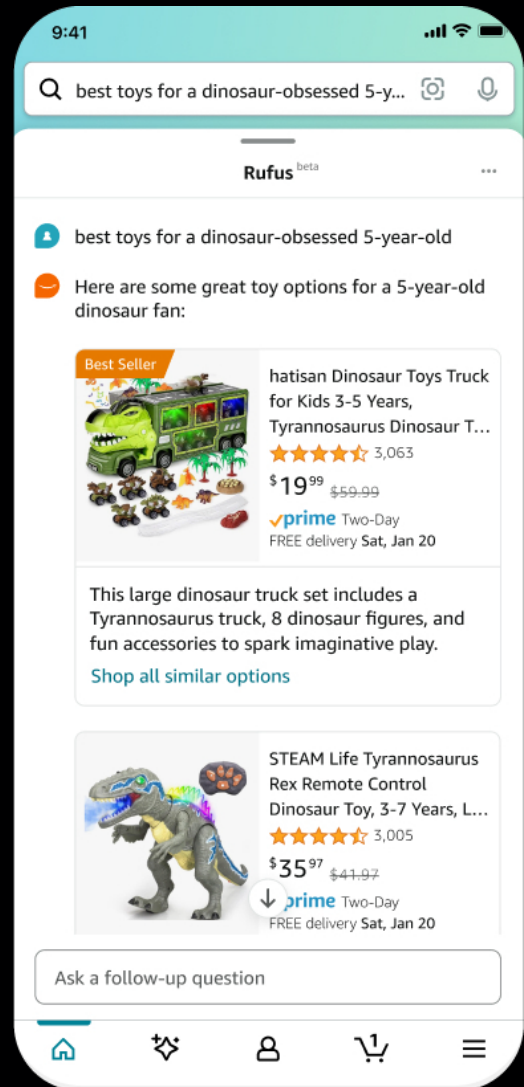 9:41
best toys for a dinosaur-obsessed 5-y...
Rufus beta
...
best toys for a dinosaur-obsessed 5-year-old
Here are some great toy options for a 5-year-old
dinosaur fan:
Best Seller
hatisan Dinosaur Toys Truck
for Kids 3-5 Years,
Tyrannosaurus Dinosaur T...
3,063
$19.99 $59.99
prime Two-Day
FREE delivery Sat, Jan 20
This large dinosaur truck set includes a
Tyrannosaurus truck, 8 dinosaur figures, and
fun accessories to spark imaginative play.
Shop all similar options
STEAM Life Tyrannosaurus
Rex Remote Control
Dinosaur Toy, 3-7 Years, L...
3,005
$35.97 $41.97
prime Two-Day
FREE delivery Sat, Jan 20
Ask a follow-up question
1